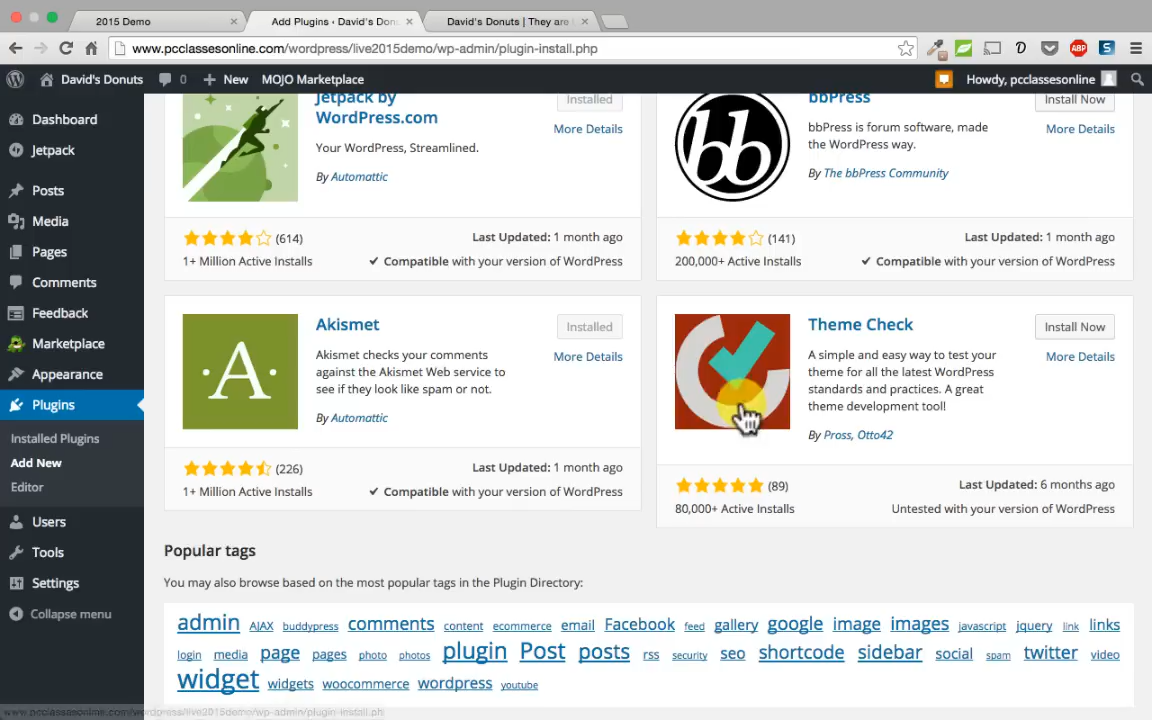 2015 Demo
Add Plugins ‹ David's Don
David's Donuts | They are
www.pcclassesonline.com/wordpress/live2015demo/wp-admin/plugin-install.php
ABP
David's Donuts
0
New
MOJO Marketplace
Howdy, pcclassesonline
Dashboard
Jetpack
Posts
Media
Pages
Comments
Feedback
Marketplace
Appearance
Plugins
Installed Plugins
Add New
Editor
Users
Tools
Settings
Collapse menu
Jetpack by
WordPress.com
Installed
More Details
Your WordPress, Streamlined.
By Automattic
(614)
Last Updated: 1 month ago
1+ Million Active Installs
Compatible with your version of WordPress
bb
bbPress
Install Now
More Details
bbPress is forum software, made
the WordPress way.
By The bbPress Community
(141)
Last Updated: 1 month ago
200,000+ Active Installs
Compatible with your version of WordPress
A
Akismet
Installed
More Details
Akismet checks your comments
against the Akismet Web service to
see if they look like spam or not.
By Automattic
(226)
Last Updated: 1 month ago
1+ Million Active Installs
Compatible with your version of WordPress
Theme Check
Install Now
More Details
A simple and easy way to test your
theme for all the latest WordPress
standards and practices. A great
theme development tool!
By Pross, Otto42
(89)
Last Updated: 6 months ago
80,000+ Active Installs
Untested with your version of WordPress
Popular tags
You may also browse based on the most popular tags in the Plugin Directory:
admin AJAX buddypress comments content ecommerce email Facebook feed gallery google image images javascript jquery link links
login media page pages photo photos plugin Post posts rss security seo shortcode sidebar social spam twitter video
widget widgets woocommerce wordpress youtube
www.pcclassesonline.com/wordpress/live2015demo/wp-admin/plugin-install.ph